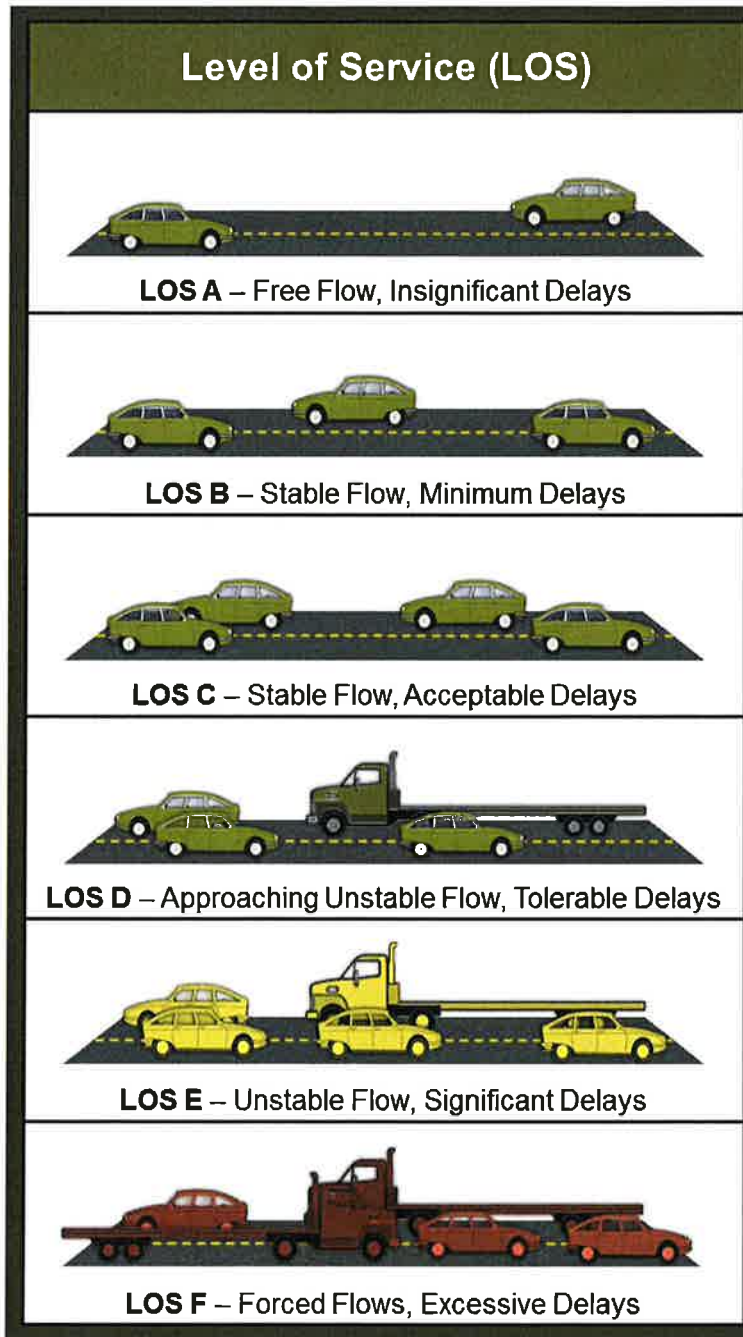 Level of Service (LOS)
LOS A – Free Flow, Insignificant Delays
LOS B – Stable Flow, Minimum Delays
LOS C – Stable Flow, Acceptable Delays
LOS D – Approaching Unstable Flow, Tolerable Delays
LOS E – Unstable Flow, Significant Delays
LOS F – Forced Flows, Excessive Delays